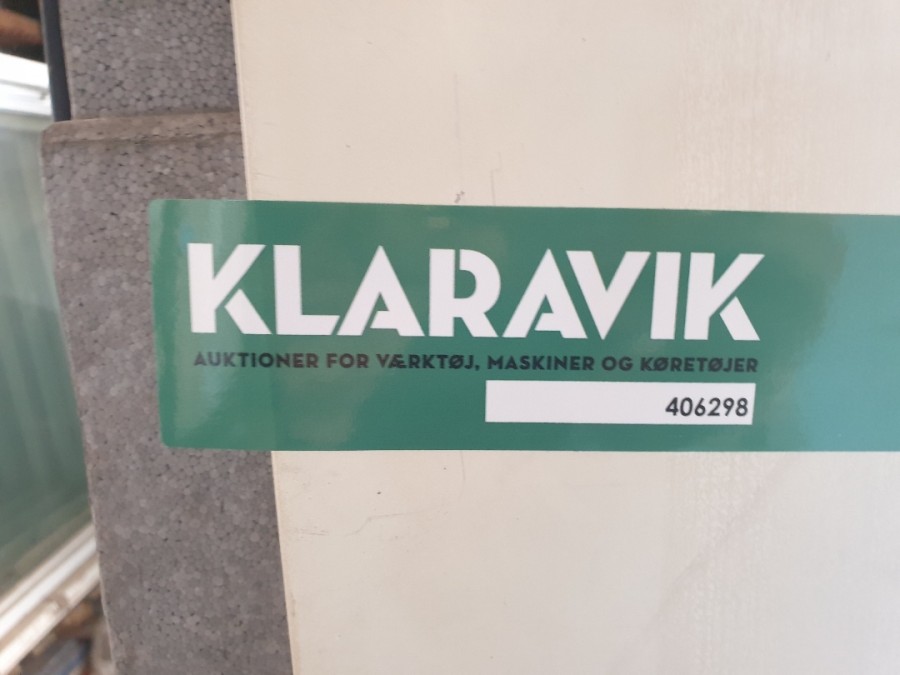 KLARAVIK
AUKTIONER FOR VÆRKTØJ, MASKINER OG KØRETØJER
406298